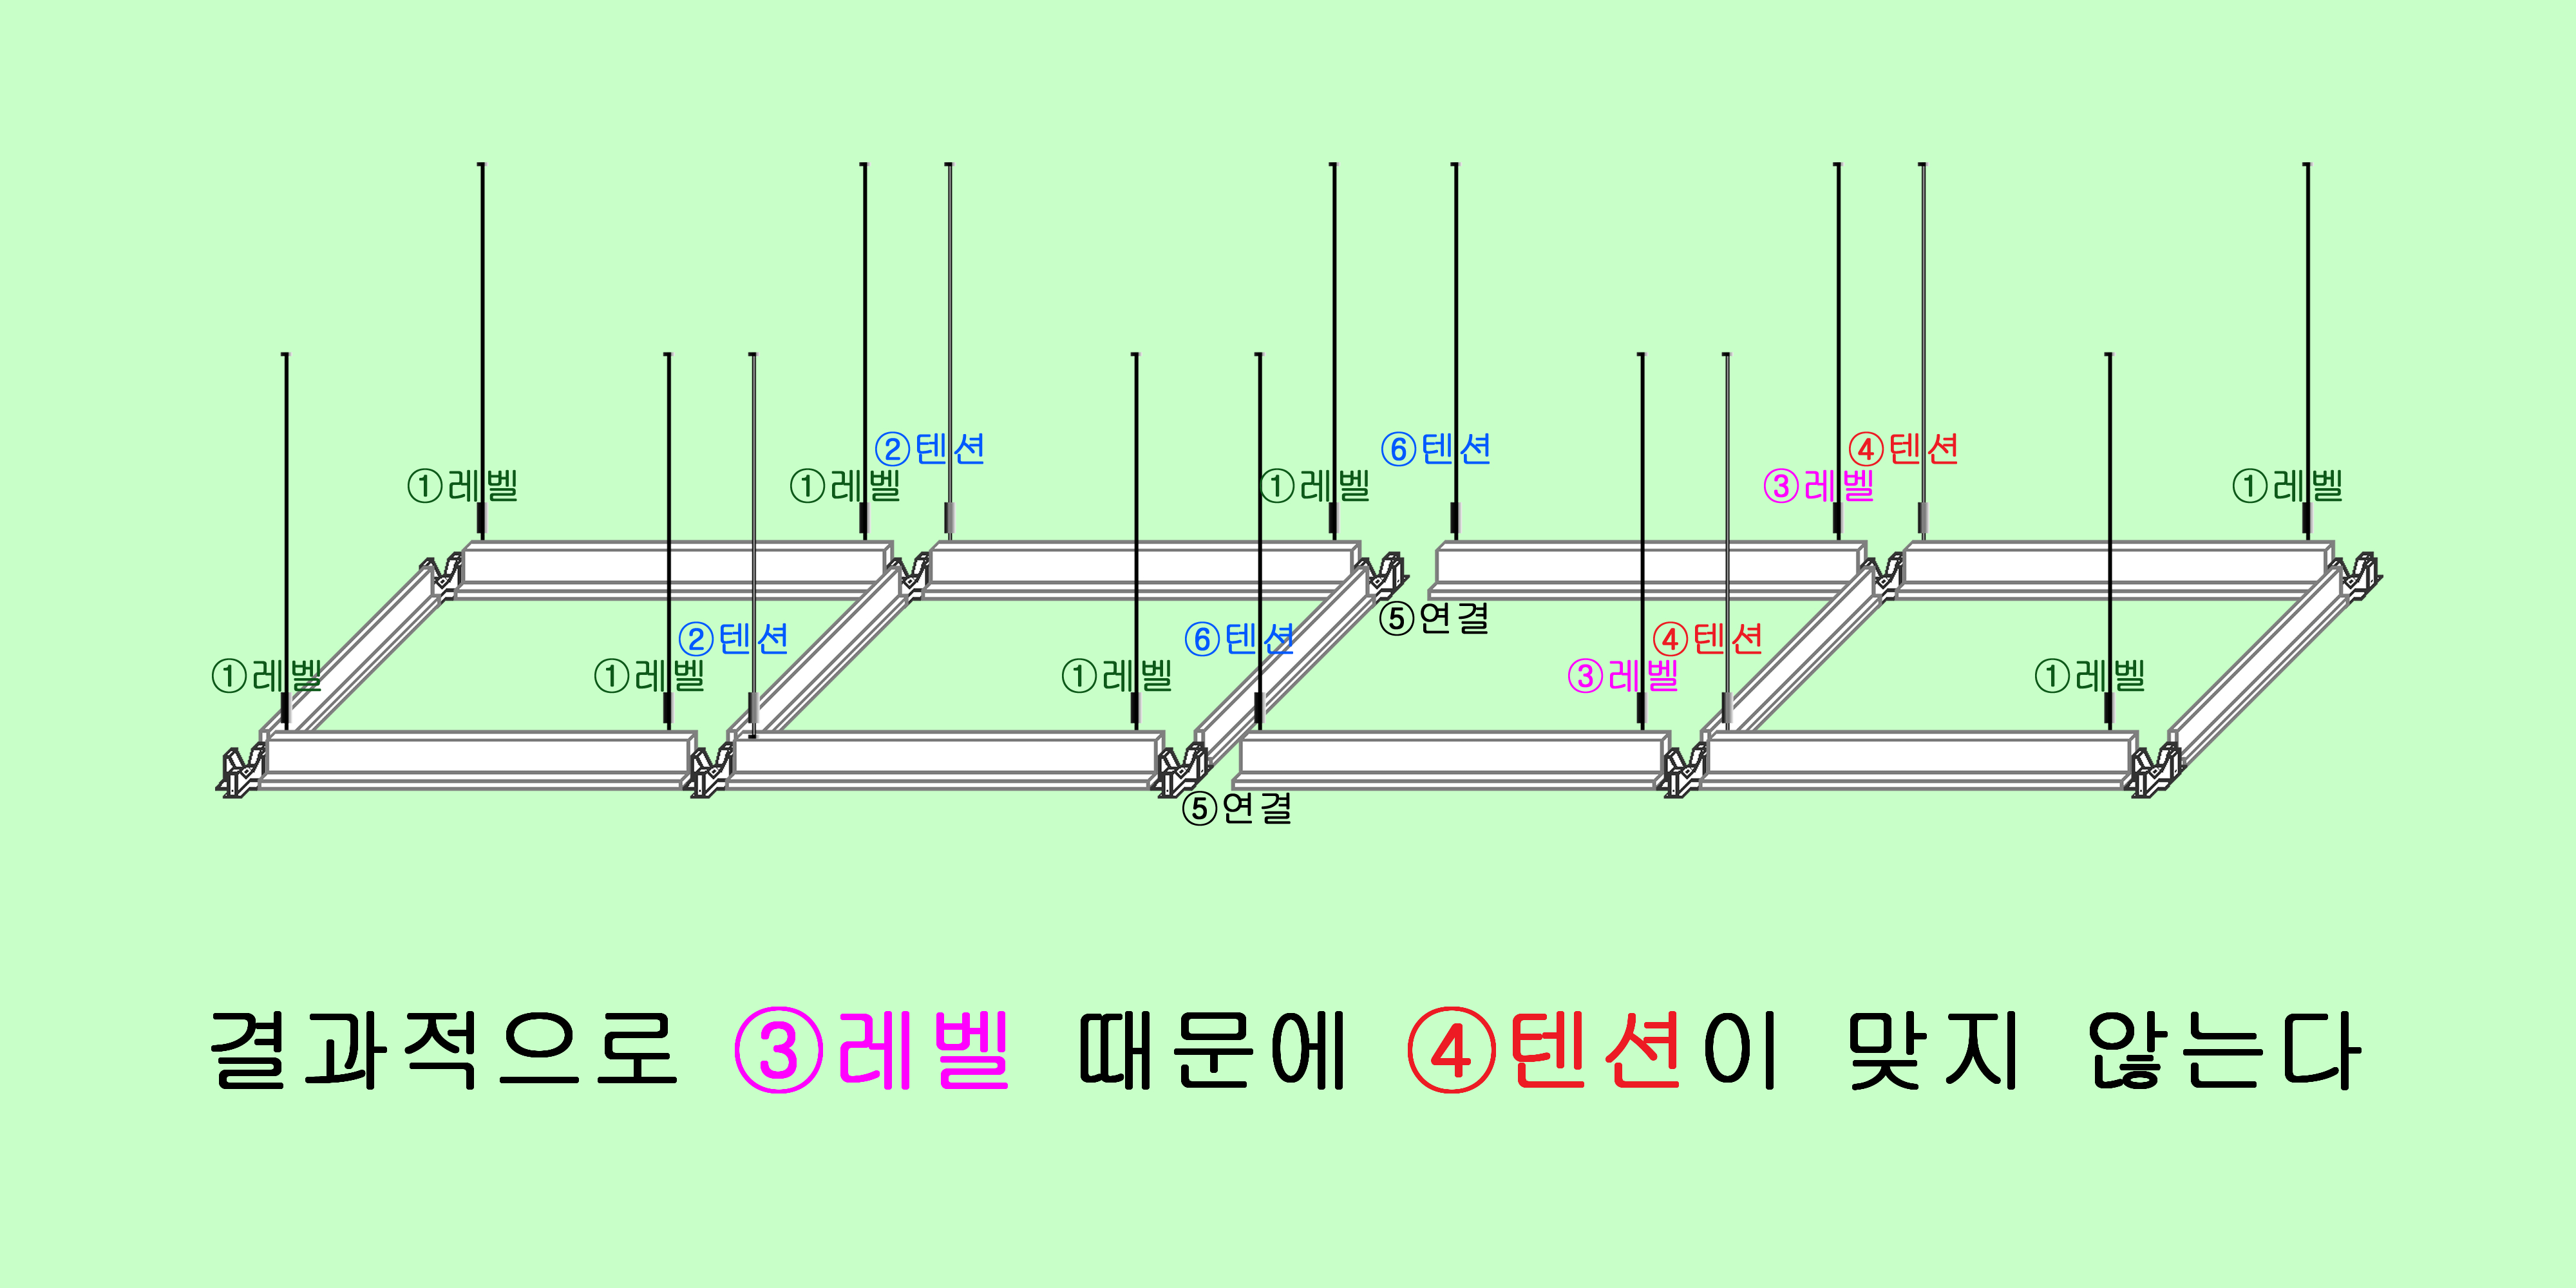 ②텐션 ⑥텐션 ④텐션
①레벨 ①레벨 ①레벨 ③레벨 ①레벨
⑤연결
②텐션 ⑥텐션 ④텐션
①레벨 ①레벨 ①레벨 ③레벨 ①레벨
⑤연결
결과적으로 ③레벨 때문에 ④텐션이 맞지 않는다